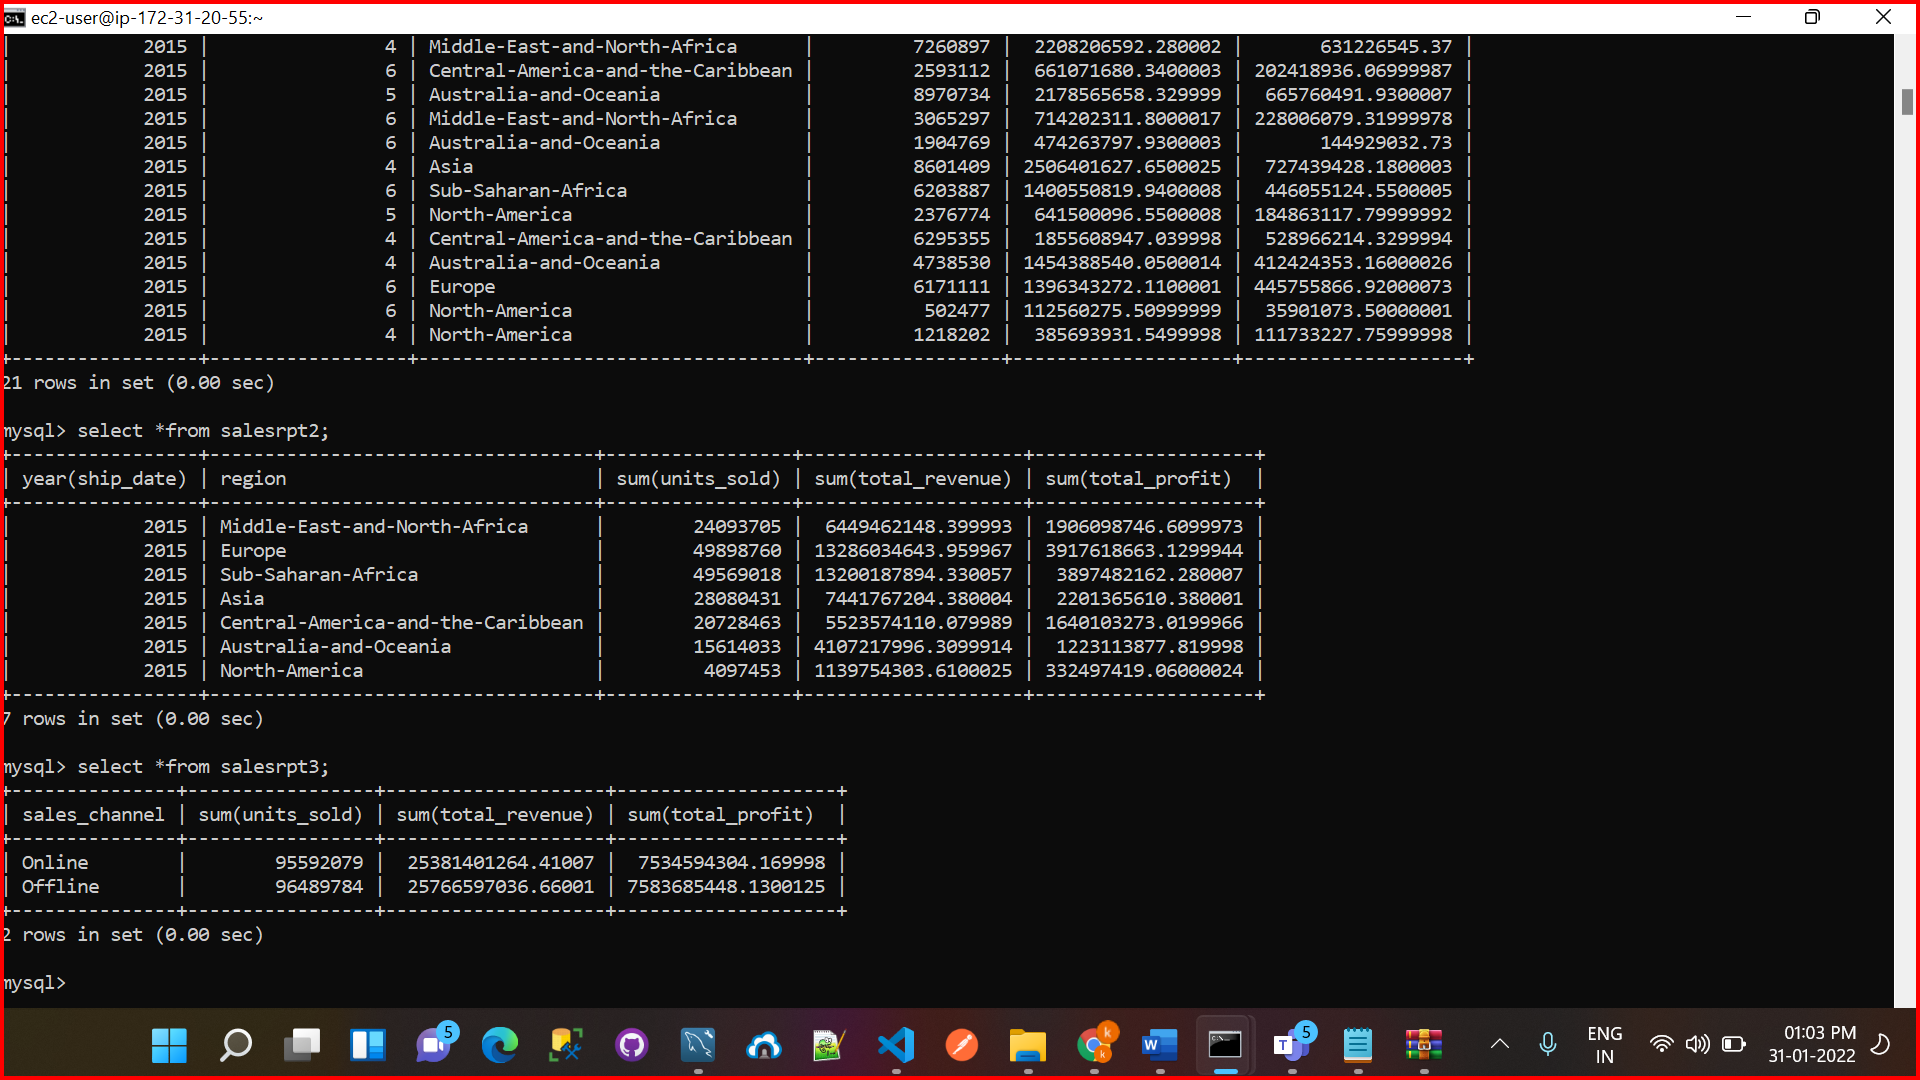 ec2-user@ip-172-31-20-55:~
| 2015 | 4 | Middle-East-and-North-Africa | 7260897 | 2208206592.280002 | 631226545.37 |
| 2015 | 6 | Central-America-and-the-Caribbean | 2593112 | 661071680.3400003 | 202418936.06999987 |
| 2015 | 5 | Australia-and-Oceania | 8970734 | 2178565658.329999 | 665760491.9300007 |
| 2015 | 6 | Middle-East-and-North-Africa | 3065297 | 714202311.8000017 | 228006079.31999978 |
| 2015 | 6 | Australia-and-Oceania | 1904769 | 474263797.9300003 | 144929032.73 |
| 2015 | 4 | Asia | 8601409 | 2506401627.6500025 | 727439428.1800003 |
| 2015 | 6 | Sub-Saharan-Africa | 6203887 | 1400550819.9400008 | 446055124.5500005 |
| 2015 | 5 | North-America | 2376774 | 641500096.5500008 | 184863117.79999992 |
| 2015 | 4 | Central-America-and-the-Caribbean | 6295355 | 1855608947.039998 | 528966214.3299994 |
| 2015 | 4 | Australia-and-Oceania | 4738530 | 1454388540.0500014 | 412424353.16000026 |
| 2015 | 6 | Europe | 6171111 | 1396343272.1100001 | 445755866.92000073 |
| 2015 | 6 | North-America | 502477 | 112560275.50999999 | 35901073.50000001 |
| 2015 | 4 | North-America | 1218202 | 385693931.5499998 | 111733227.75999998 |
21 rows in set (0.00 sec)
mysql> select *from salesrpt2;
| year(ship_date) | region | sum(units_sold) | sum(total_revenue) | sum(total_profit) |
| 2015 | Middle-East-and-North-Africa | 24093705 | 6449462148.399993 | 1906098746.6099973 |
| 2015 | Europe | 49898760 | 13286034643.959967 | 3917618663.1299944 |
| 2015 | Sub-Saharan-Africa | 49569018 | 13200187894.330057 | 3897482162.280007 |
| 2015 | Asia | 28080431 | 7441767204.380004 | 2201365610.380001 |
| 2015 | Central-America-and-the-Caribbean | 20728463 | 5523574110.079989 | 1640103273.0199966 |
| 2015 | Australia-and-Oceania | 15614033 | 4107217996.3099914 | 1223113877.819998 |
| 2015 | North-America | 4097453 | 1139754303.6100025 | 332497419.06000024 |
7 rows in set (0.00 sec)
mysql> select *from salesrpt3;
| sales_channel | sum(units_sold) | sum(total_revenue) | sum(total_profit) |
| Online | 95592079 | 25381401264.41007 | 7534594304.169998 |
| Offline | 96489784 | 25766597036.66001 | 7583685448.1300125 |
2 rows in set (0.00 sec)
mysql>
5
k
k
W
T
5
ENG
IN
01:03 PM
31-01-2022